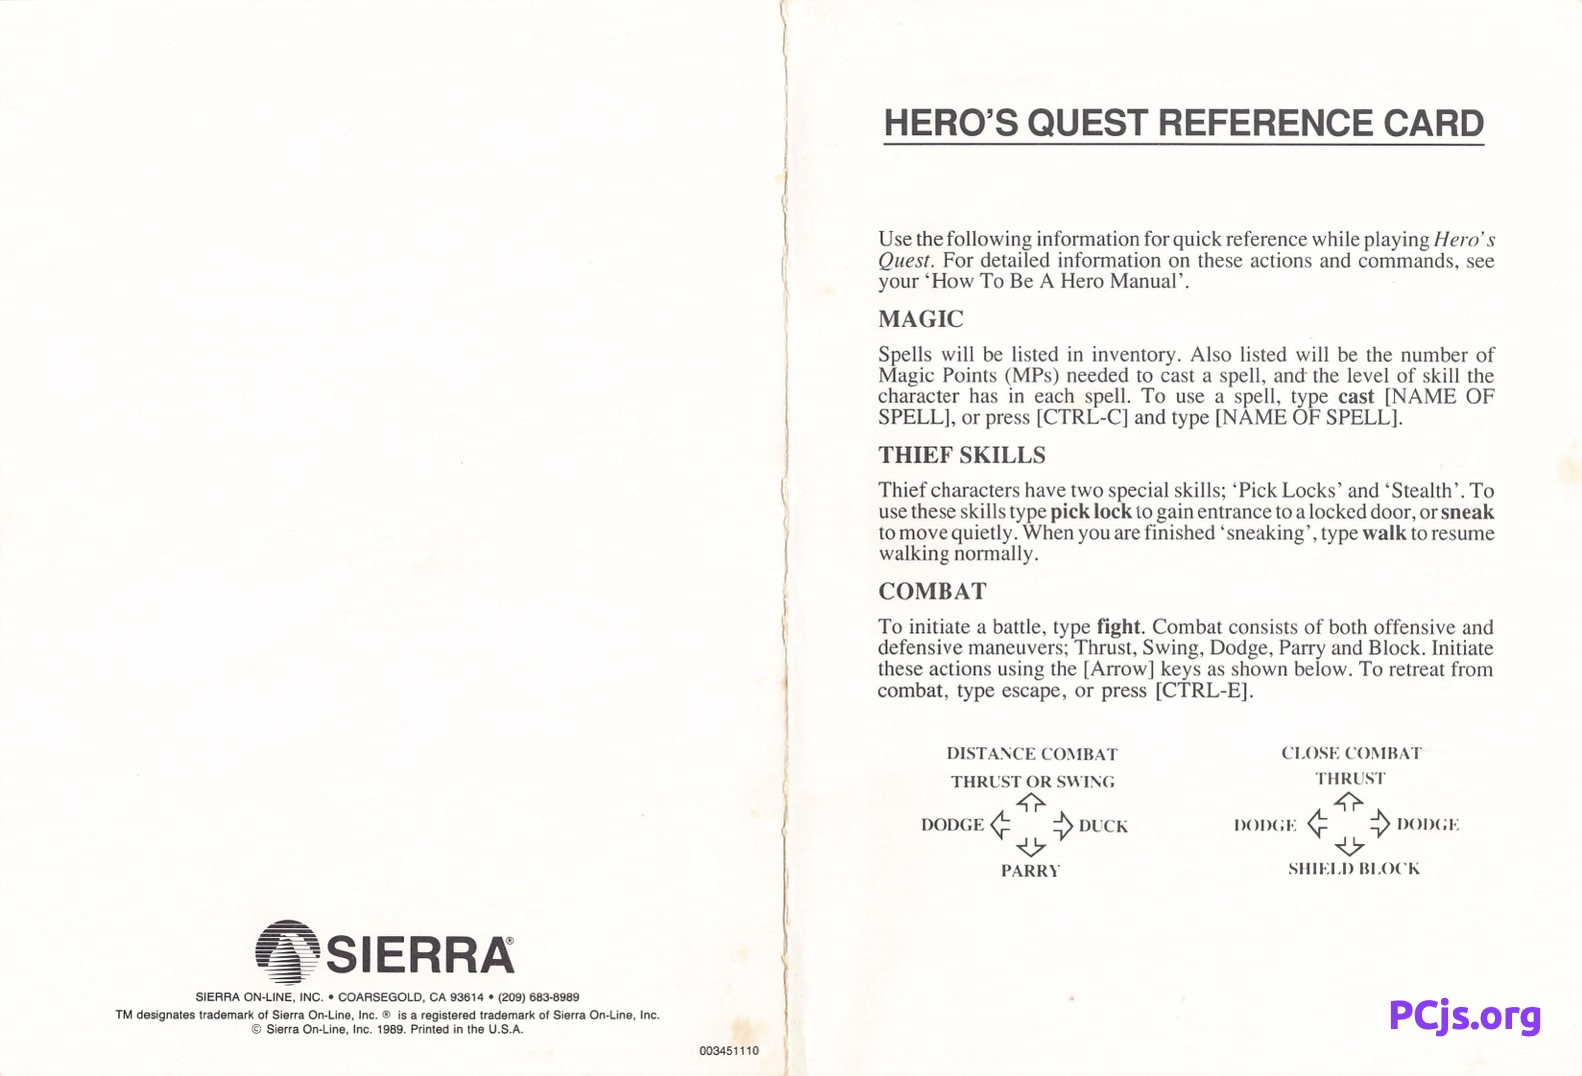 SIERRA®
SIERRA ON-LINE, INC. • COARSEGOLD, CA 93614 • (209) 683-8989
TM designates trademark of Sierra On-Line, Inc. ® is a registered trademark of Sierra On-Line, Inc.
© Sierra On-Line, Inc. 1989. Printed in the U.S.A.
003451110
HERO'S QUEST REFERENCE CARD
Use the following information for quick reference while playing Hero's
Quest. For detailed information on these actions and commands, see
your 'How To Be A Hero Manual'.
MAGIC
Spells will be listed in inventory. Also listed will be the number of
Magic Points (MPs) needed to cast a spell, and the level of skill the
character has in each spell. To use a spell, type cast [NAME OF
SPELL], or press [CTRL-C] and type [NAME OF SPELL].
THIEF SKILLS
Thief characters have two special skills; 'Pick Locks' and 'Stealth'. To
use these skills type pick lock to gain entrance to a locked door, or sneak
to move quietly. When you are finished 'sneaking', type walk to resume
walking normally.
COMBAT
To initiate a battle, type fight. Combat consists of both offensive and
defensive maneuvers; Thrust, Swing, Dodge, Parry and Block. Initiate
these actions using the [Arrow] keys as shown below. To retreat from
combat, type escape, or press [CTRL-E].
DISTANCE COMBAT
THRUST OR SWING
DODGE DUCK
PARRY
CLOSE COMBAT
THRUST
DODGE DODGE
SHIELD BLOCK
PCjs.org